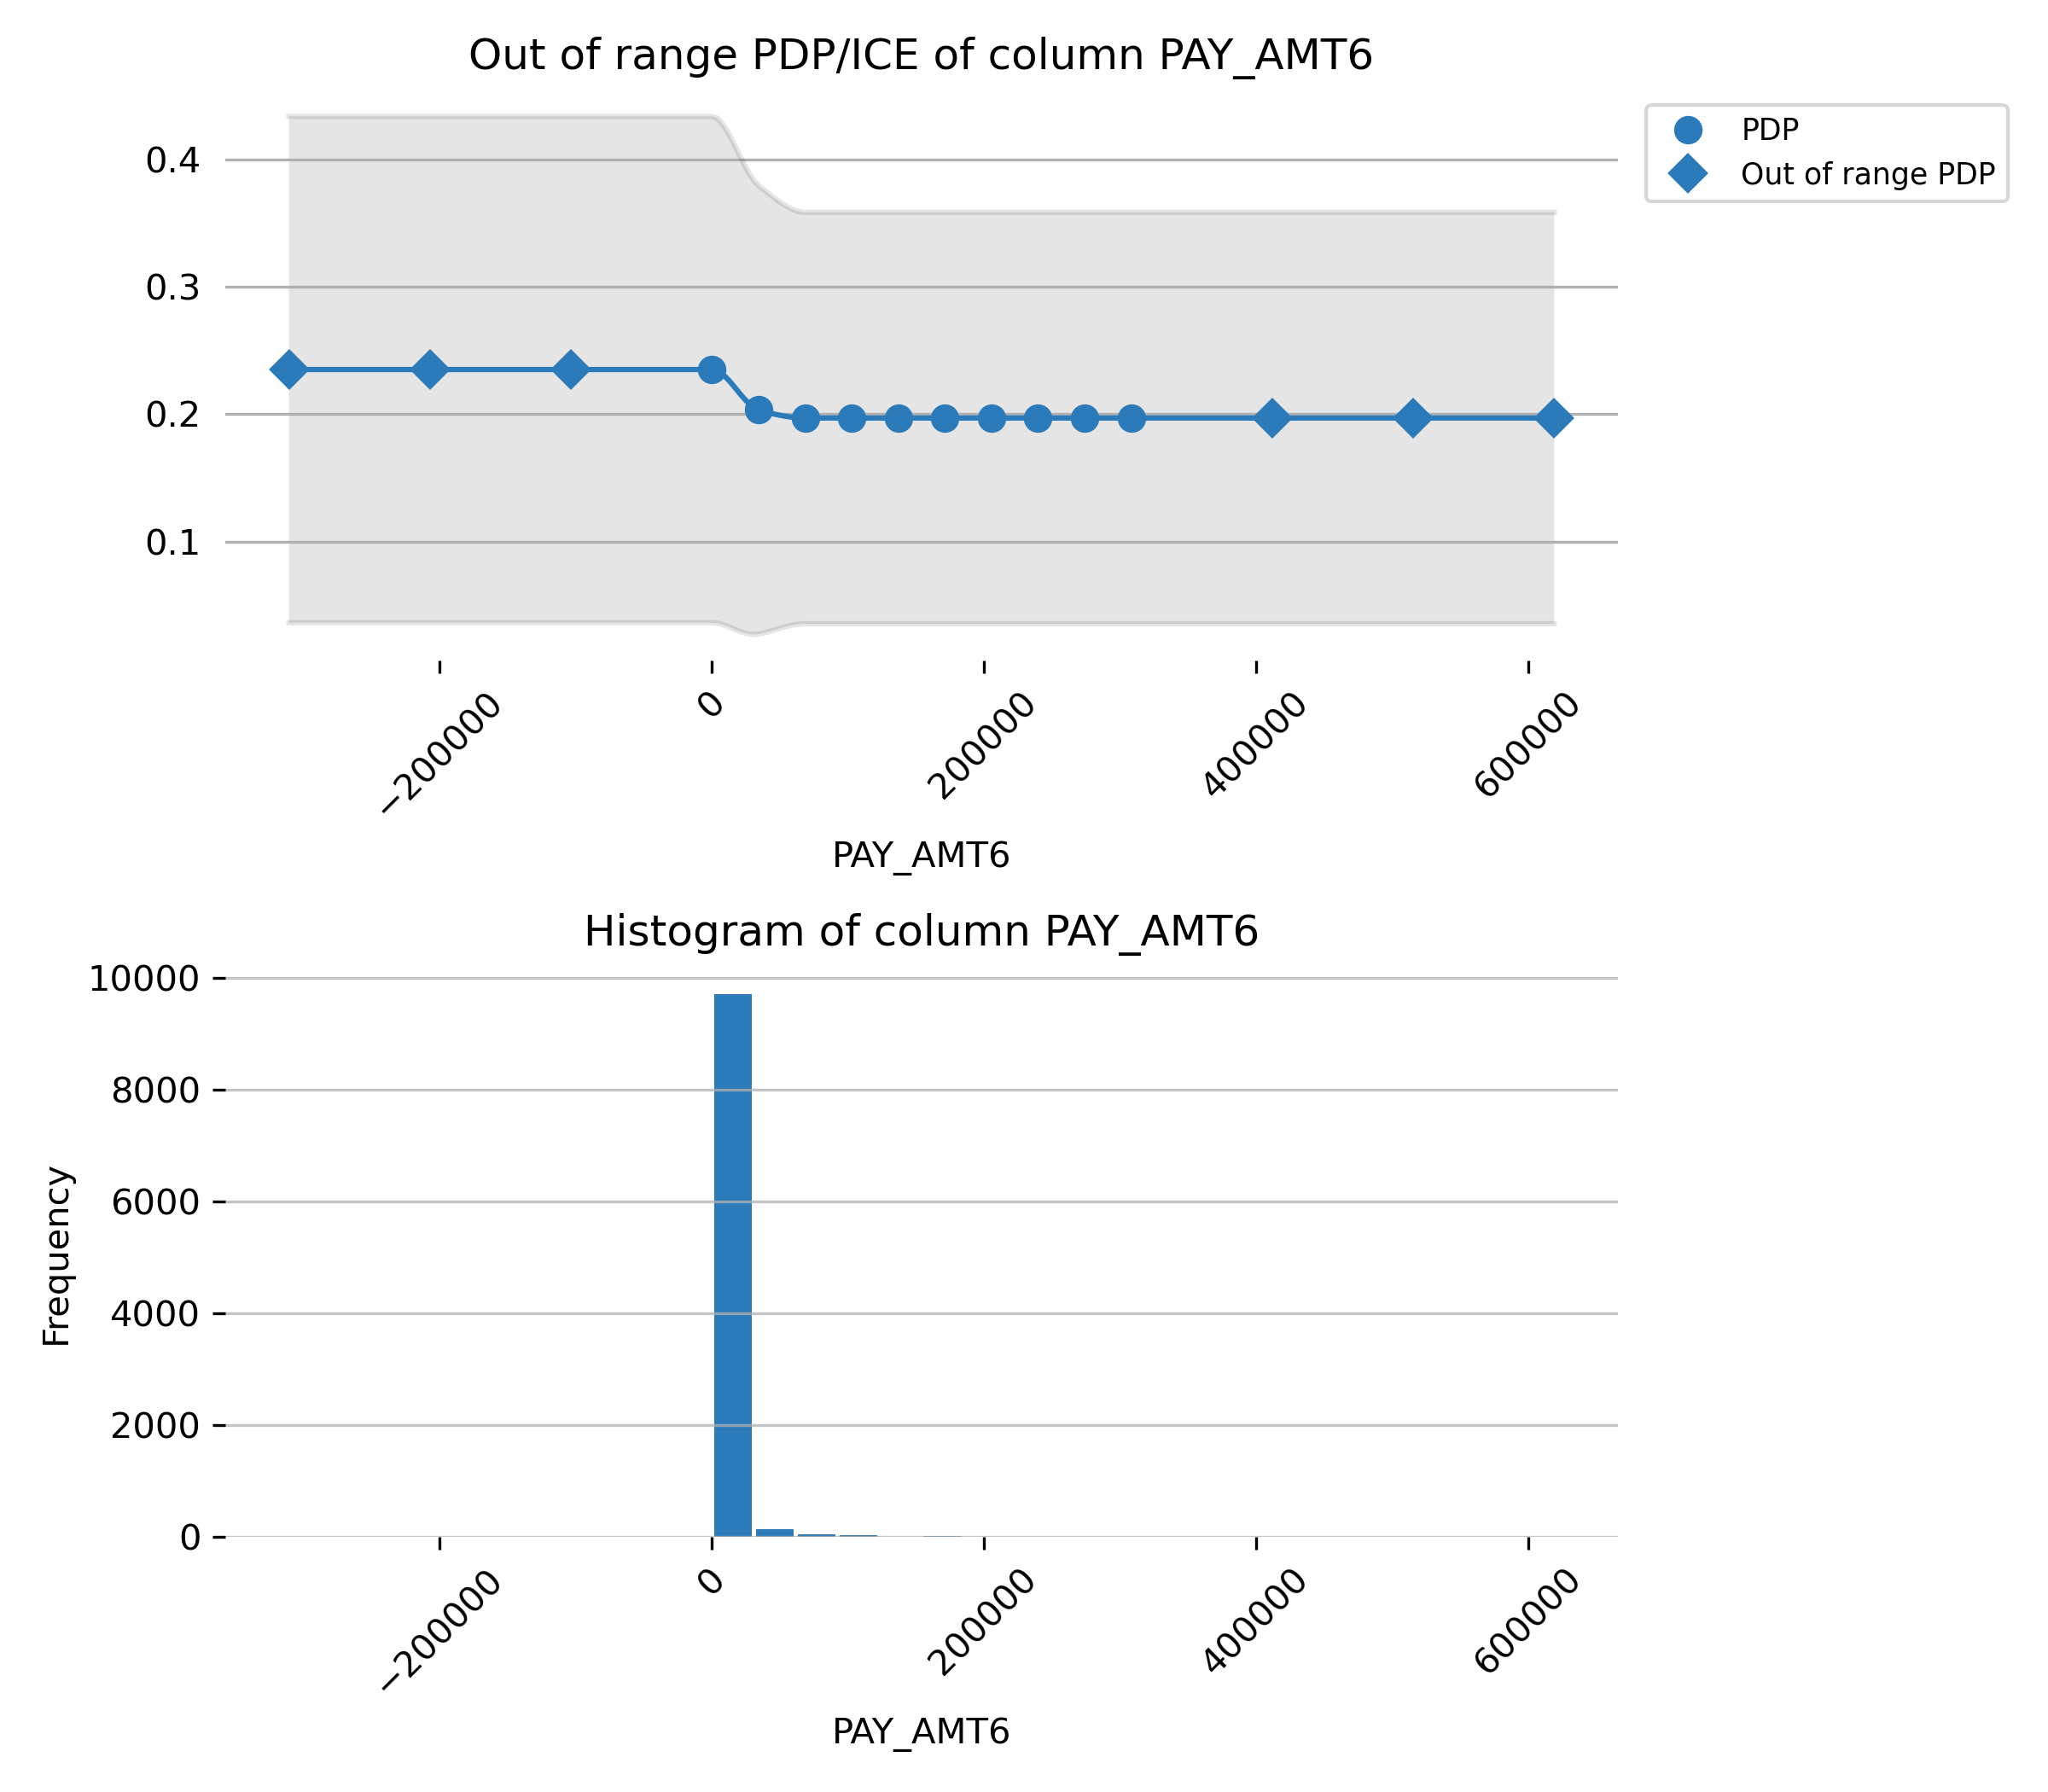 Out of range PDP/ICE of column PAY_AMT6
PDP
Out of range PDP
0.4
0.3
0.2
0.1
−200000
0
200000
400000
600000
PAY_AMT6
Histogram of column PAY_AMT6
Frequency
10000
8000
6000
4000
2000
0
−200000
0
200000
400000
600000
PAY_AMT6